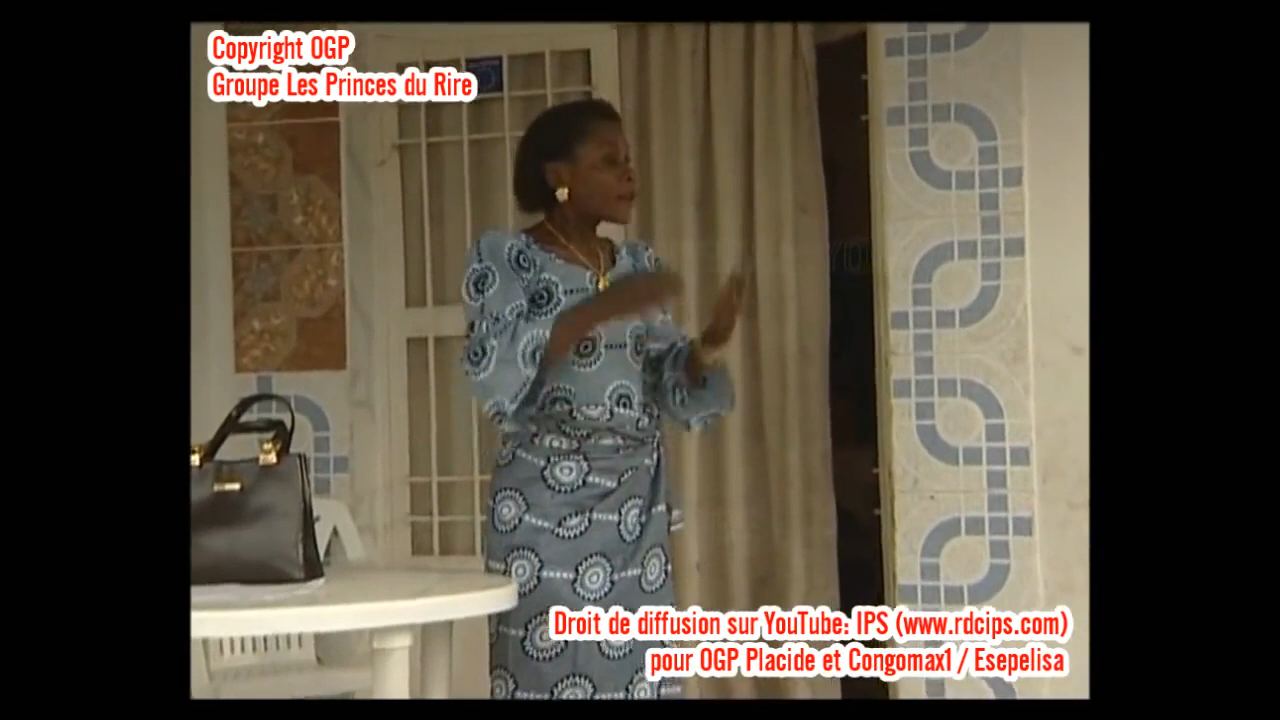 Copyright OGP
Groupe Les Princes du Rire
Droit de diffusion sur YouTube: IPS (www.rdcips.com)
pour OGP Placide et Congomax1 / Esepelisa